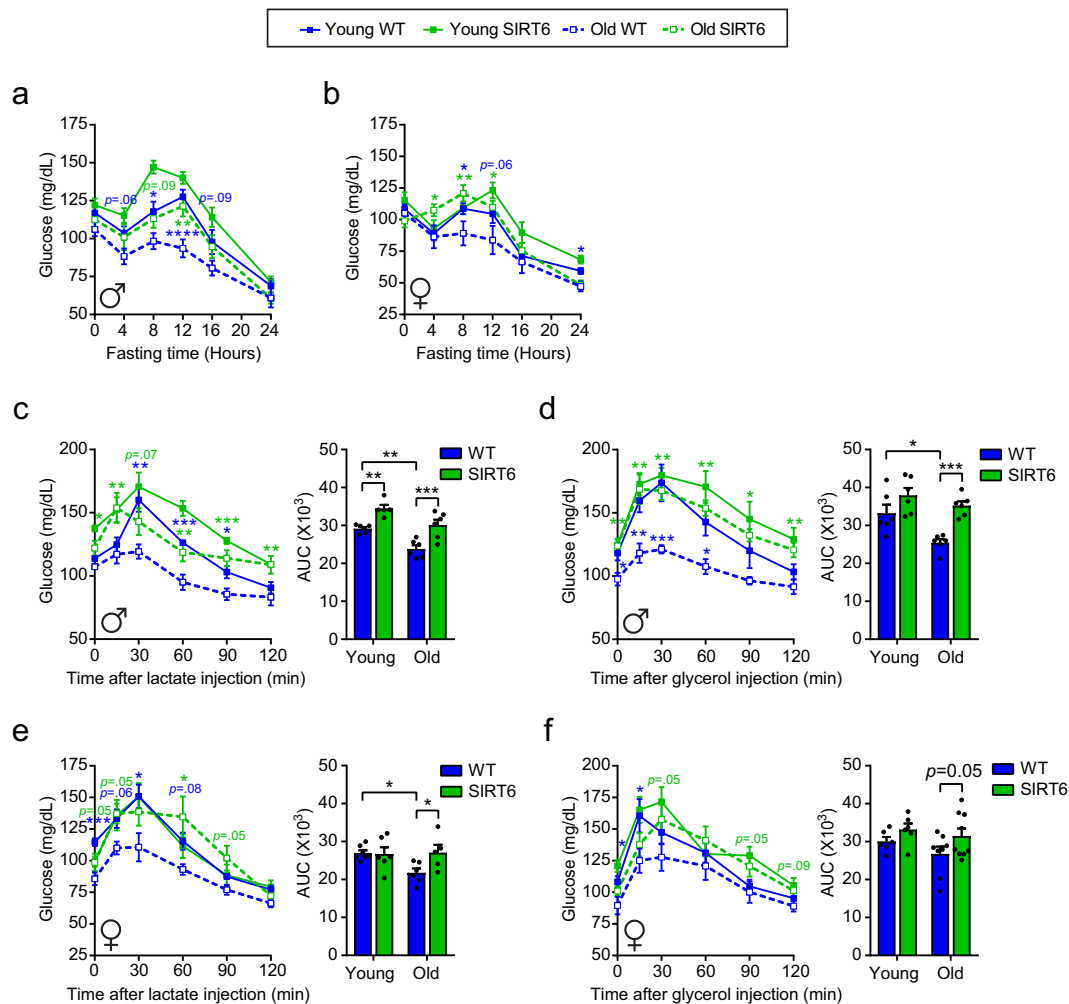 Young WT Young SIRT6 Old WT Old SIRT6
a
Glucose (mg/dL)
175
150
125
100
75
50
p=.06
p=.09
*
p=.09
**
****
♂
0 4 8 12 16 20 24
Fasting time (Hours)
b
Glucose (mg/dL)
175
150
125
100
75
50
*
p=.06
* ** *
*
*
♀
0 4 8 12 16 20 24
Fasting time (Hours)
c
Glucose (mg/dL)
200
150
100
50
p=.07
**
**
*
***
**
***
*
**
♂
0 30 60 90 120
Time after lactate injection (min)
AUC (X10³)
50
40
30
20
10
0
**
**
***
WT
SIRT6
Young Old
d
Glucose (mg/dL)
200
150
100
50
** ** **
*
** **
** ***
*
*
♂
0 30 60 90 120
Time after glycerol injection (min)
AUC (X10³)
50
40
30
20
10
0
*
***
WT
SIRT6
Young Old
e
Glucose (mg/dL)
175
150
125
100
75
50
25
p=.05
*
*
p=.06
p=.08
p=.05
***
p=.05
♀
0 30 60 90 120
Time after lactate injection (min)
AUC (X10³)
50
40
30
20
10
0
*
*
WT
SIRT6
Young Old
f
Glucose (mg/dL)
200
175
150
125
100
75
50
p=.05
*
*
p=.05
p=.09
♀
0 30 60 90 120
Time after glycerol injection (min)
AUC (X10³)
50
40
30
20
10
0
p=0.05
WT
SIRT6
Young Old